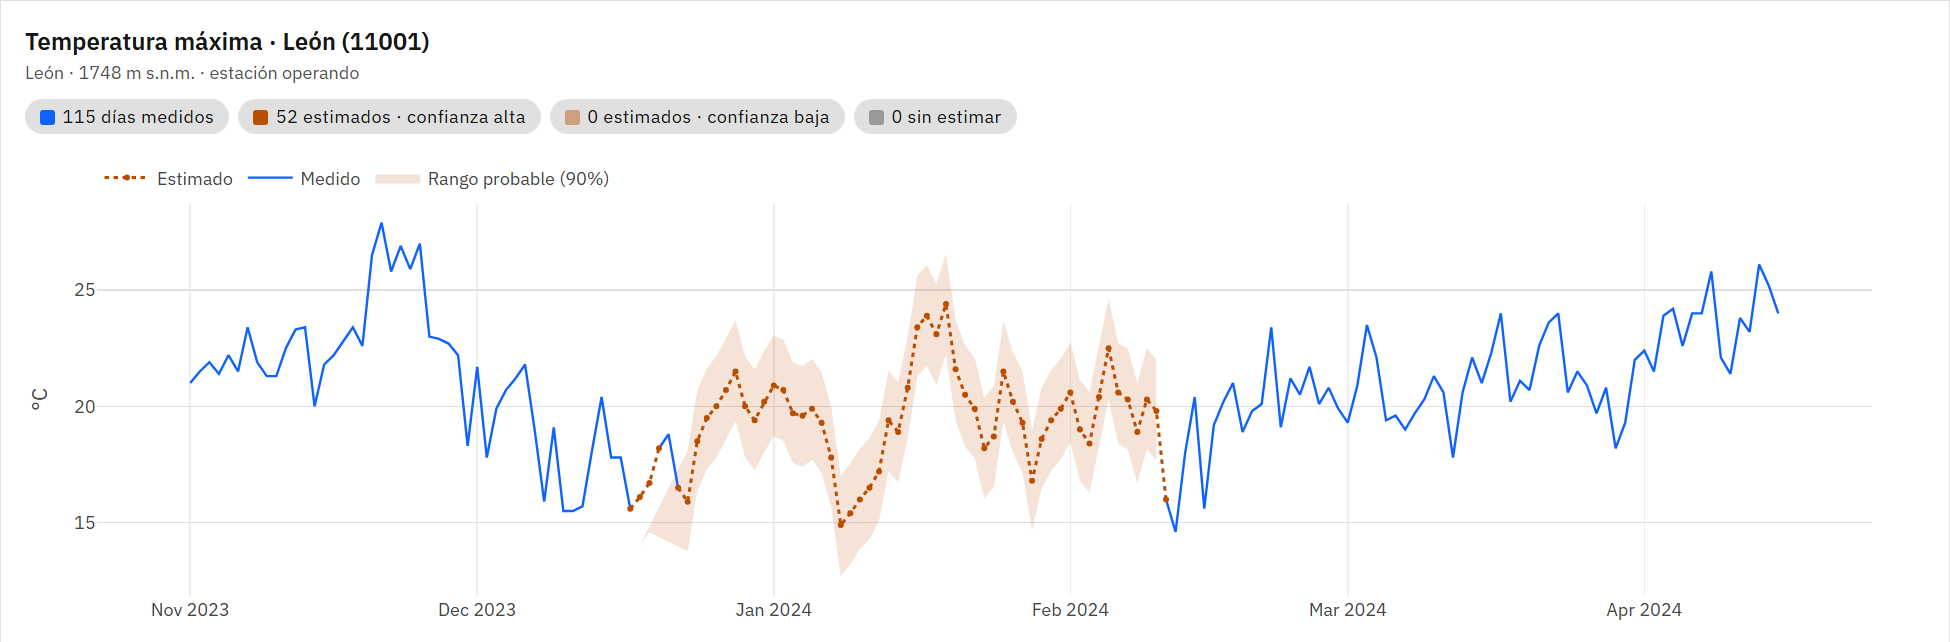 Temperatura máxima · León (11001)
León · 1748 m s.n.m. · estación operando
115 días medidos
52 estimados · confianza alta
0 estimados · confianza baja
0 sin estimar
Estimado
Medido
Rango probable (90%)
°C
25
20
15
Nov 2023
Dec 2023
Jan 2024
Feb 2024
Mar 2024
Apr 2024